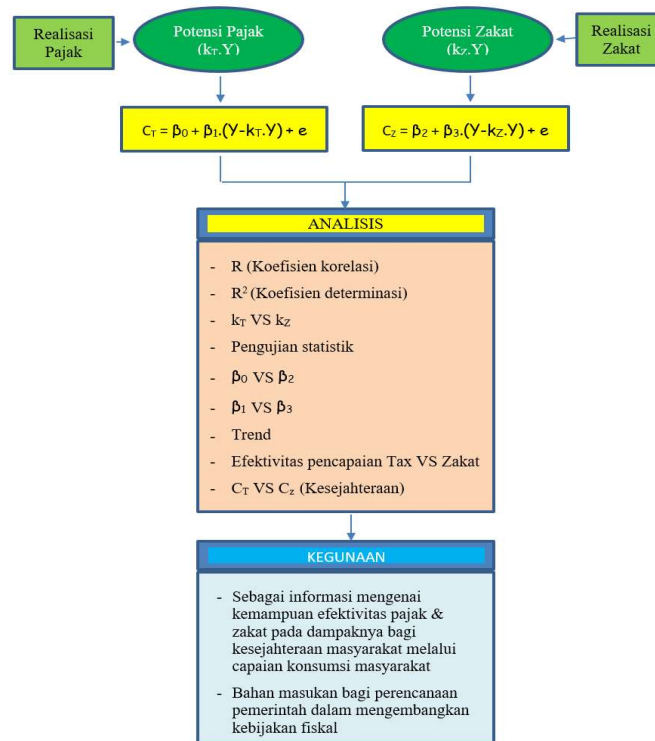 Realisasi
Pajak
Potensi Pajak
(kT.Y)
Potensi Zakat
(kZ.Y)
Realisasi
Zakat
CT = β0 + β1.(Y-kT.Y) + e
Cz = β2 + β3.(Y-kZ.Y) + e
ANALISIS
- R (Koefisien korelasi)
- R² (Koefisien determinasi)
- kT VS kZ
- Pengujian statistik
- β0 VS β2
- β1 VS β3
- Trend
- Efektivitas pencapaian Tax VS Zakat
- CT VS Cz (Kesejahteraan)
KEGUNAAN
- Sebagai informasi mengenai
kemampuan efektivitas pajak &
zakat pada dampaknya bagi
kesejahteraan masyarakat melalui
capaian konsumsi masyarakat
- Bahan masukan bagi perencanaan
pemerintah dalam mengembangkan
kebijakan fiskal